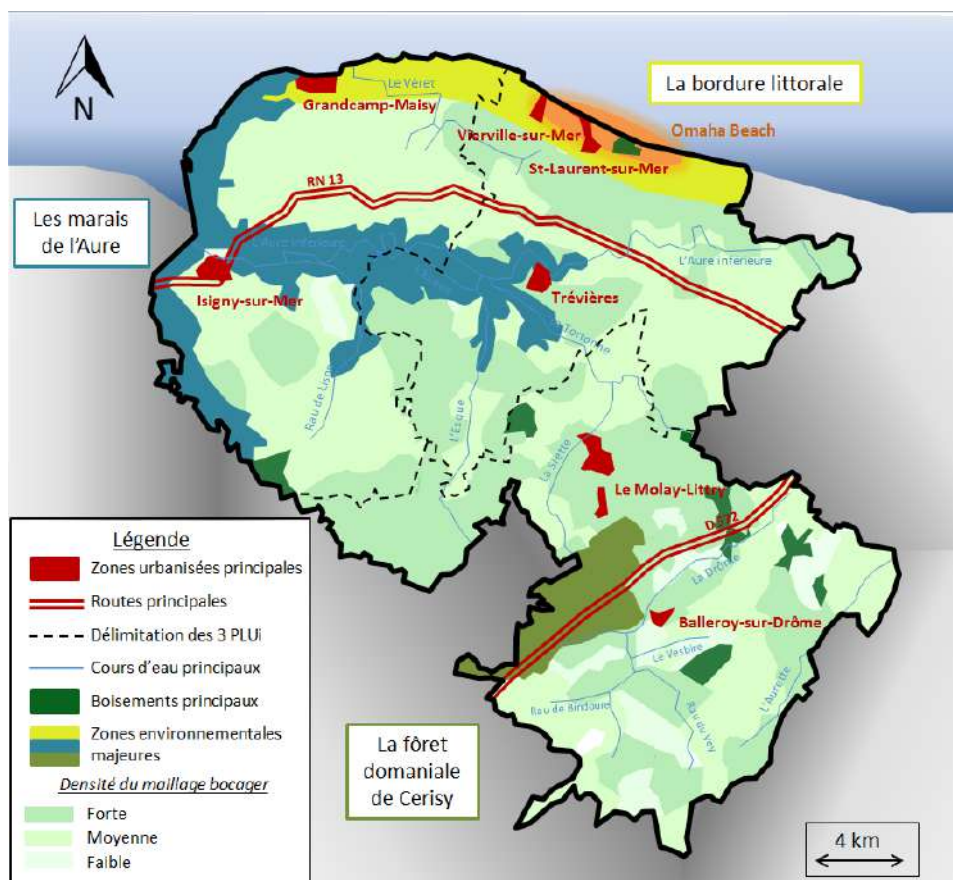 N
Le Véret
Grandcamp-Maisy
La bordure littorale
Vierville-sur-Mer
Omaha Beach
St-Laurent-sur-Mer
RN 13
Les marais
de l'Aure
L'Aure inférieure
L'Aure inférieure
Isigny-sur-Mer
Trévières
La Tortonne
Rau de Lison
L'Esque
La Siette
Le Molay-Littry
D 572
La Drôme
Balleroy-sur-Drôme
Le Vesbire
Rau de Bindoure
Rau du Vey
L'Aurette
La fôret
domaniale
de Cerisy
Légende
Zones urbanisées principales
Routes principales
Délimitation des 3 PLUi
Cours d'eau principaux
Boisements principaux
Zones environnementales
majeures
Densité du maillage bocager
Forte
Moyenne
Faible
4 km